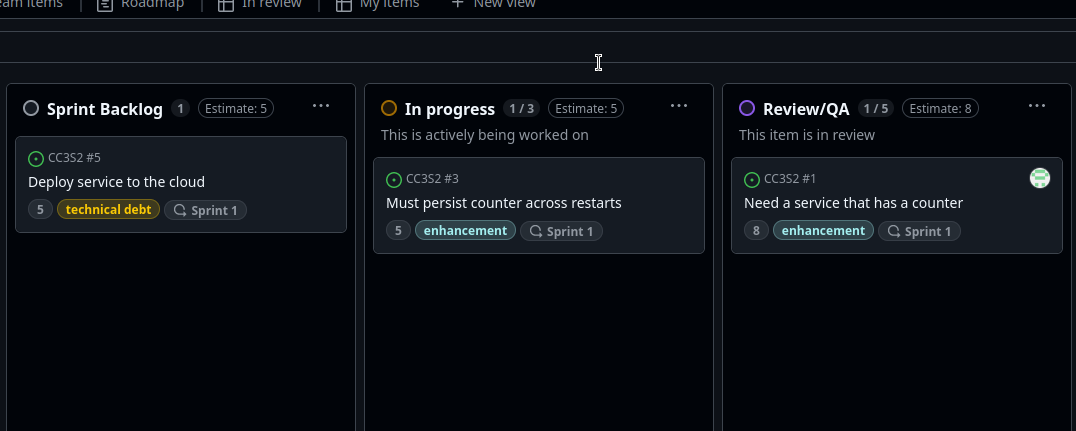 eam items Roadmap In review My items + New view
Sprint Backlog 1 Estimate: 5 ...
CC3S2 #5
Deploy service to the cloud
5 technical debt Sprint 1
In progress 1 / 3 Estimate: 5 ...
This is actively being worked on
CC3S2 #3
Must persist counter across restarts
5 enhancement Sprint 1
Review/QA 1 / 5 Estimate: 8 ...
This item is in review
CC3S2 #1
Need a service that has a counter
8 enhancement Sprint 1